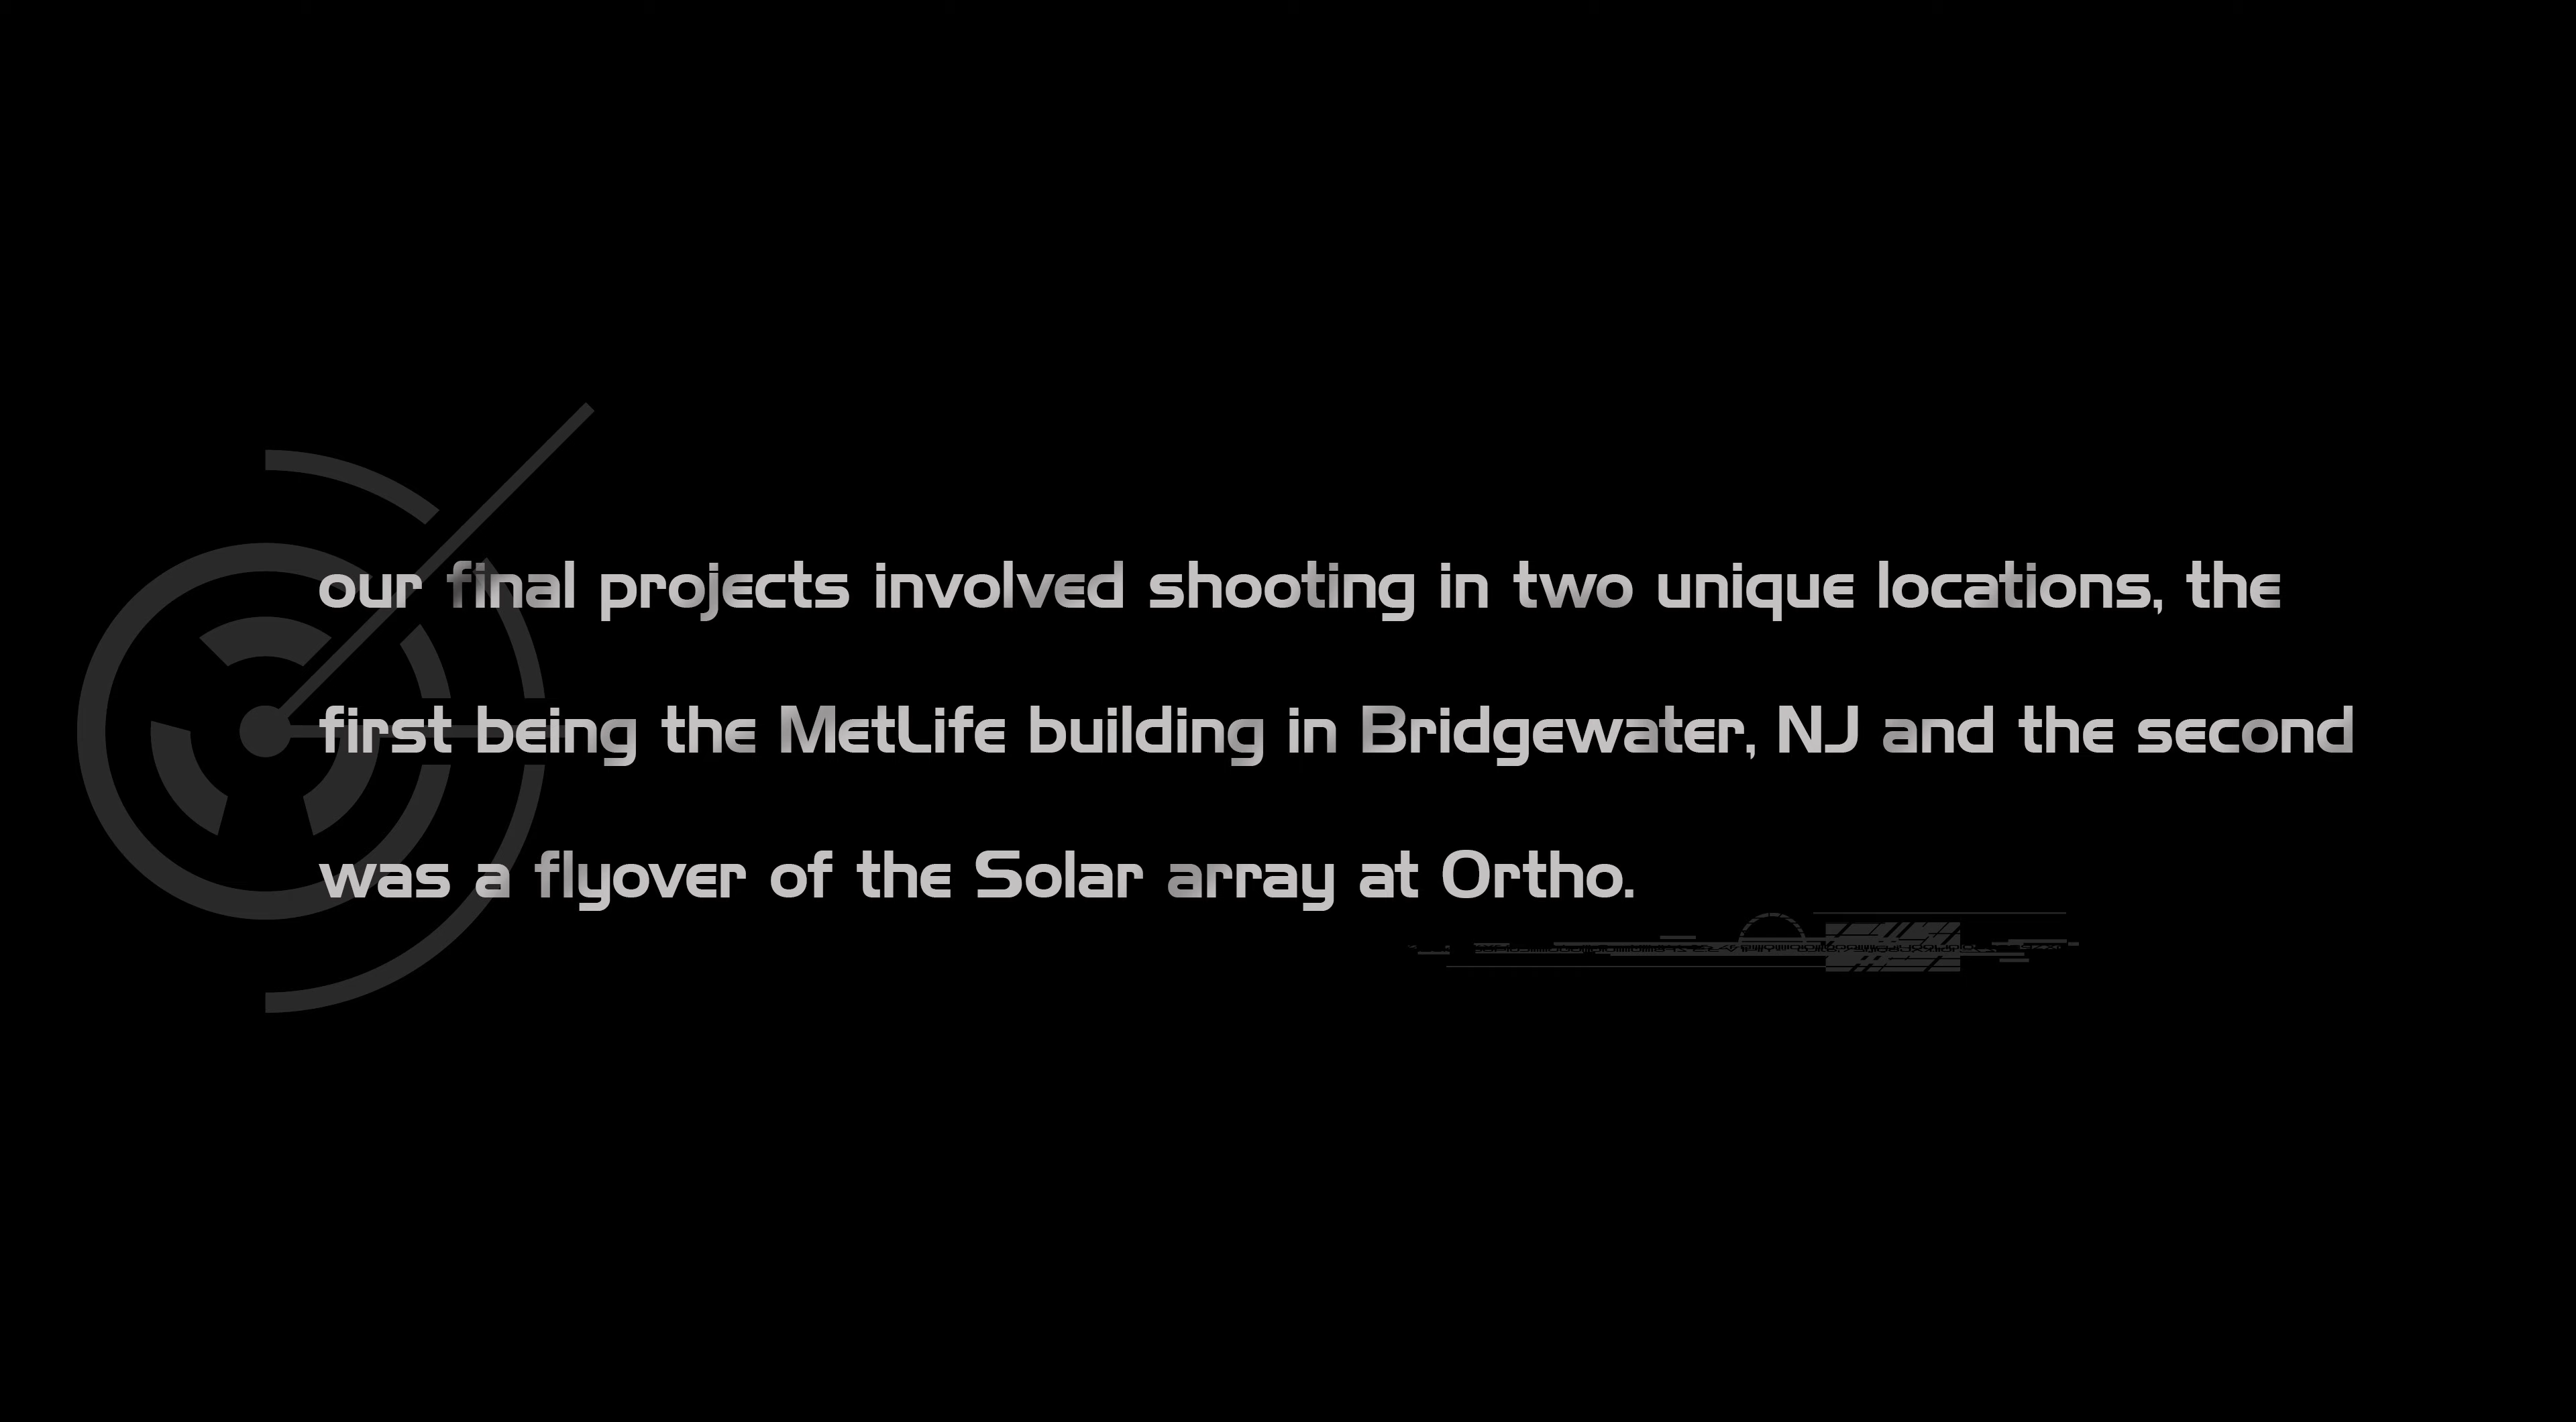 our final projects involved shooting in two unique locations, the
first being the MetLife building in Bridgewater, NJ and the second
was a flyover of the Solar array at Ortho.